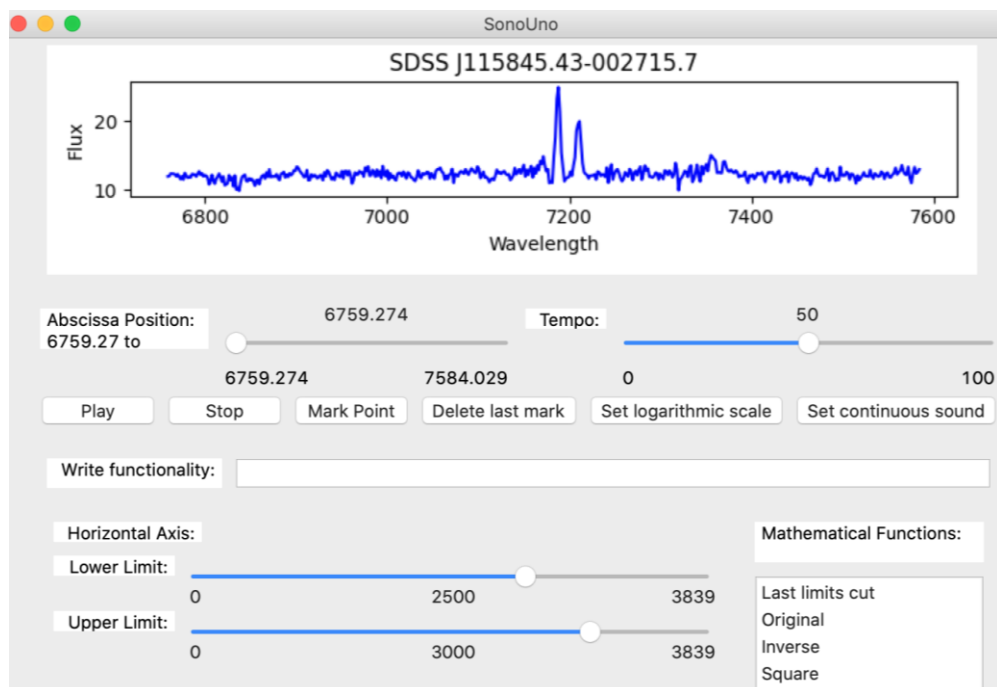 SonoUno
SDSS J115845.43-002715.7
Flux
20
10
6800 7000 7200 7400 7600
Wavelength
Abscissa Position: 6759.274 Tempo: 50
6759.27 to
6759.274 7584.029 0 100
Play Stop Mark Point Delete last mark Set logarithmic scale Set continuous sound
Write functionality:
Horizontal Axis: Mathematical Functions:
Lower Limit:
0 2500 3839 Last limits cut
Original
Upper Limit:
0 3000 3839 Inverse
Square